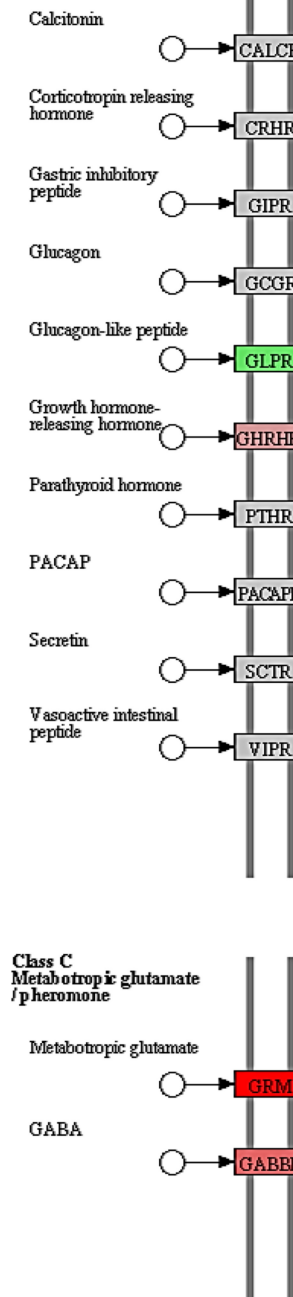 Calcitonin
CALCR
Corticotropin releasing
hormone
CRHR
Gastric inhibitory
peptide
GIPR
Glucagon
GCGR
Glucagon-like peptide
GLPR
Growth hormone-
releasing hormone
GHRHR
Parathyroid hormone
PTHR
PACAP
PACAP
Secretin
SCTR
Vasoactive intestinal
peptide
VIPR
Class C
Metabotropic glutamate
/pheromone
Metabotropic glutamate
GRM
GABA
GABB